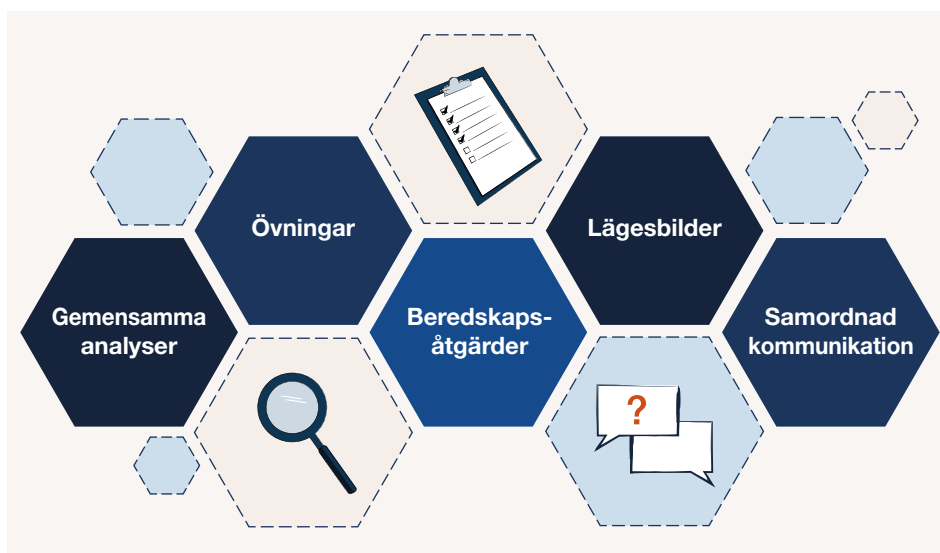 Övningar
Lägesbilder
Gemensamma
analyser
Beredskaps-
åtgärder
Samordnad
kommunikation
?